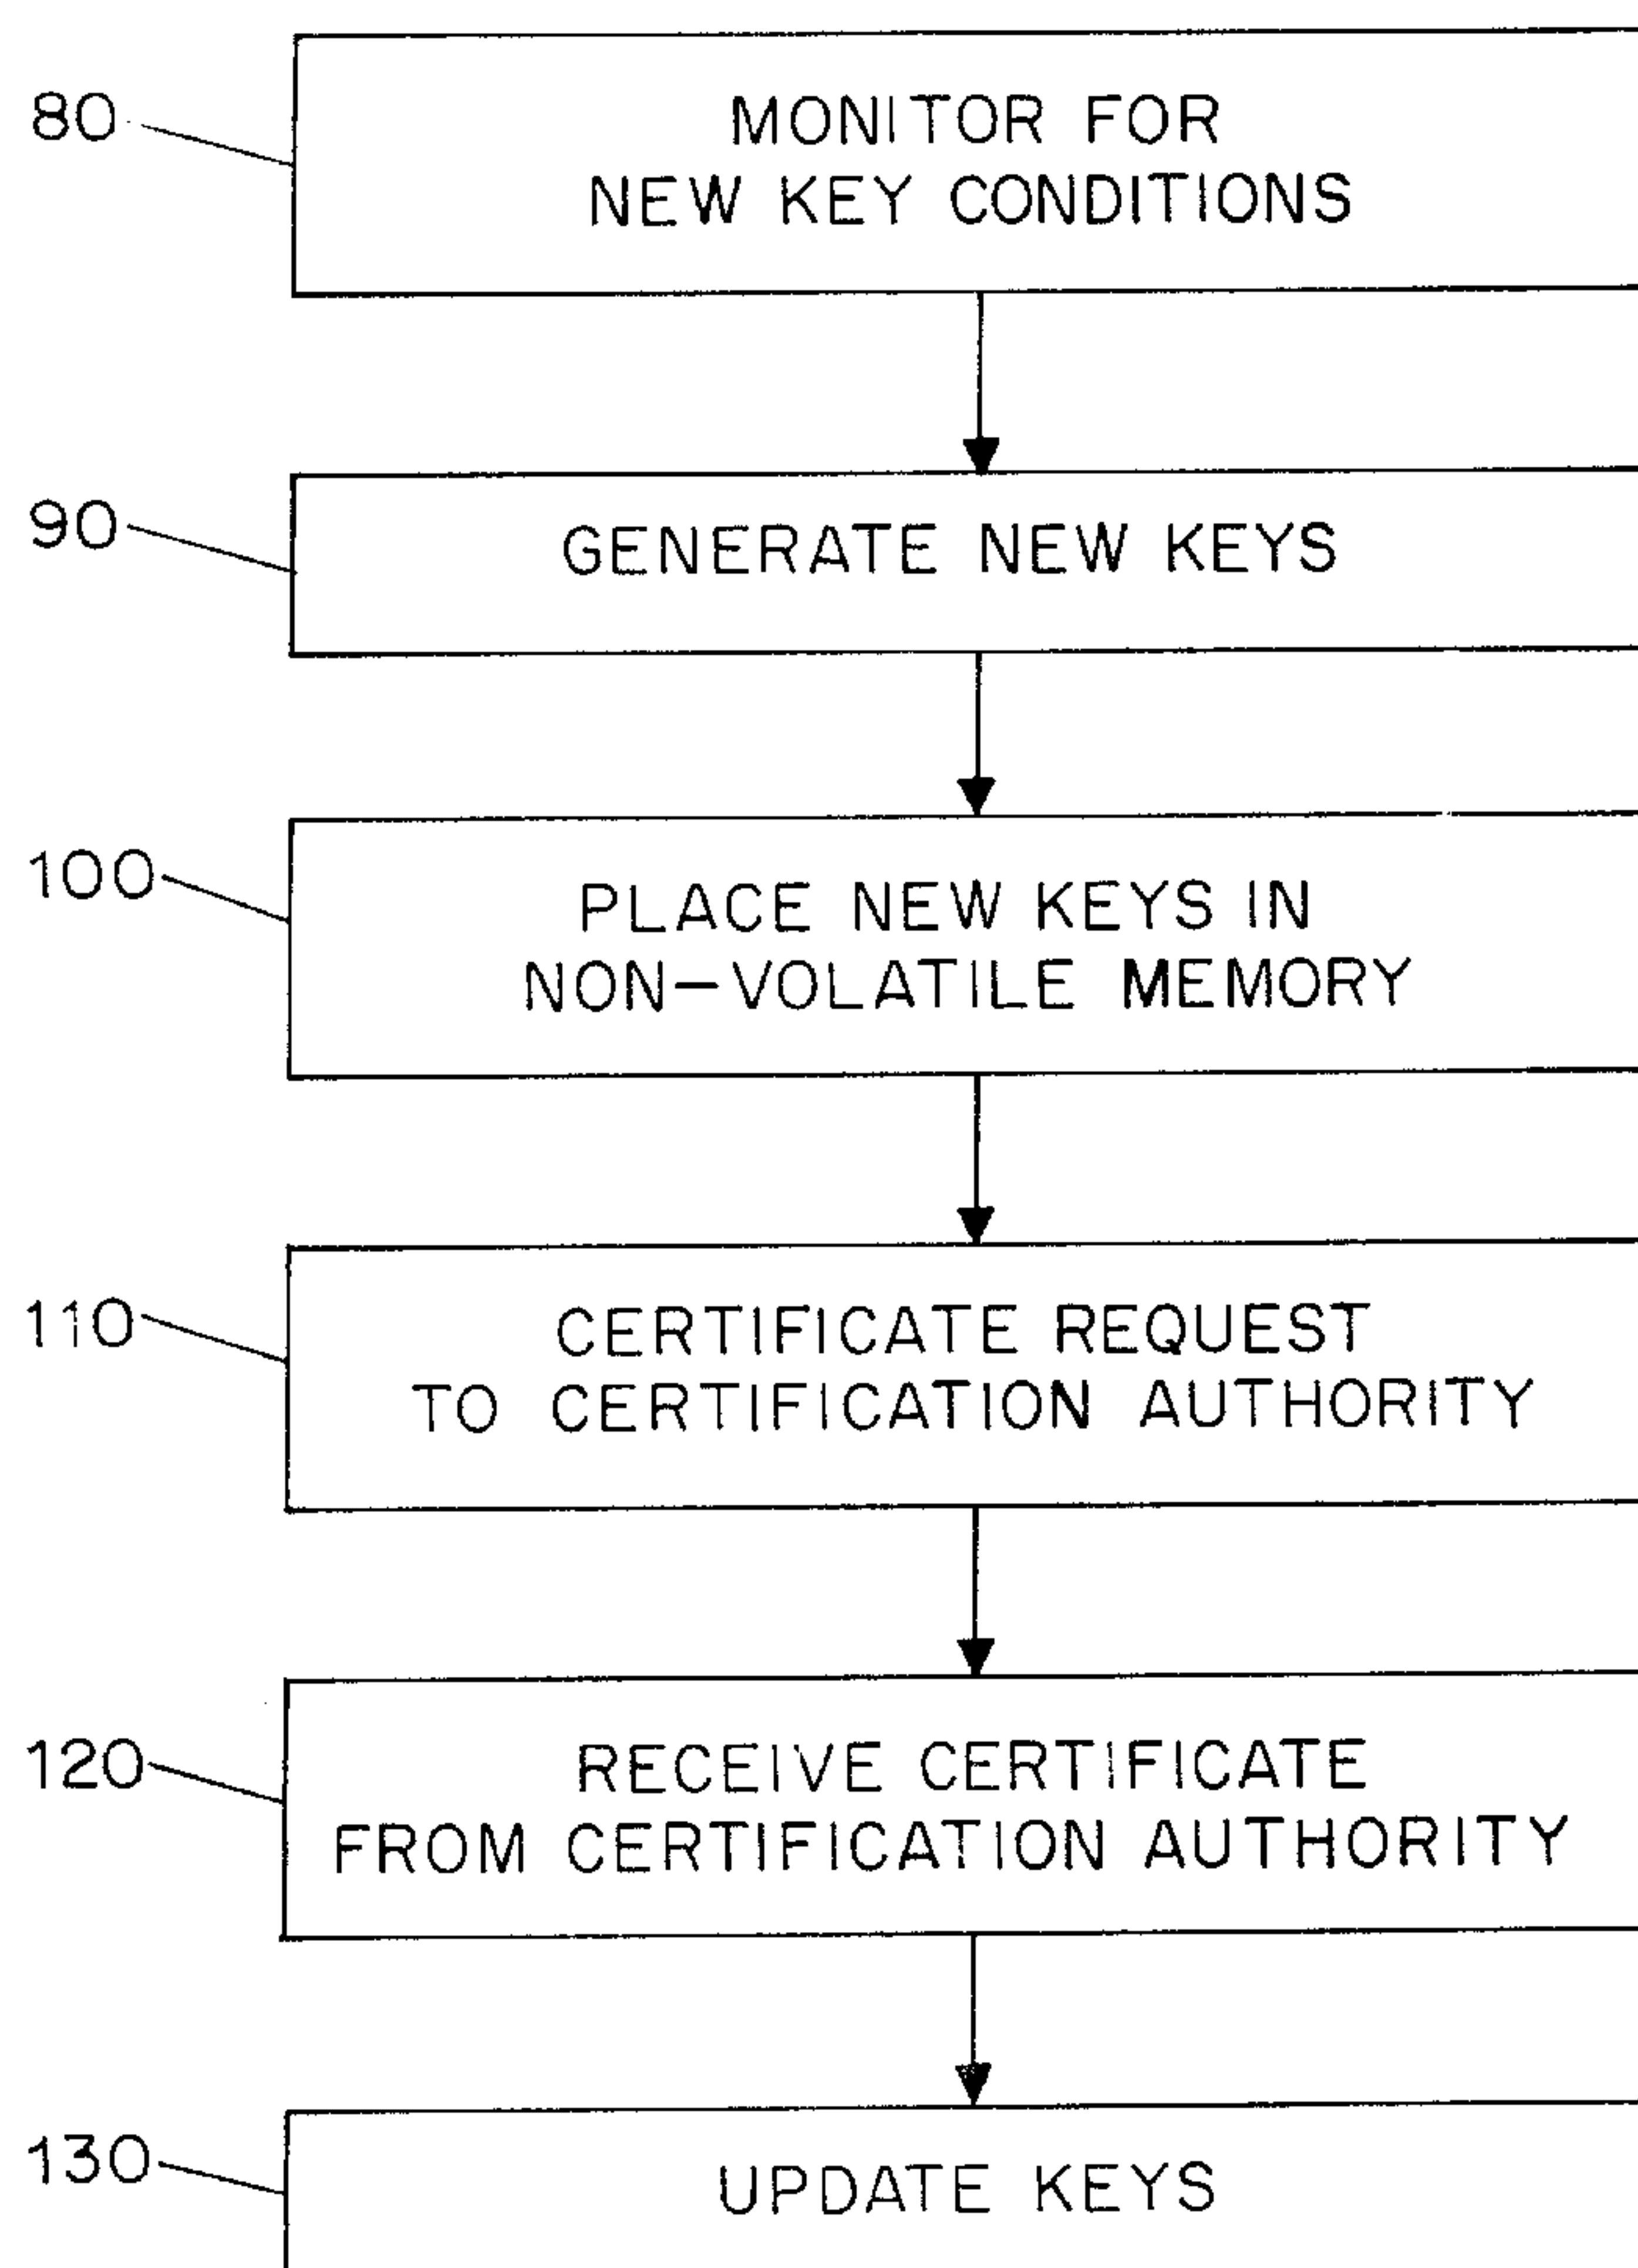 80
MONITOR FOR
NEW KEY CONDITIONS
90
GENERATE NEW KEYS
100
PLACE NEW KEYS IN
NON-VOLATILE MEMORY
110
CERTIFICATE REQUEST
TO CERTIFICATION AUTHORITY
120
RECEIVE CERTIFICATE
FROM CERTIFICATION AUTHORITY
130
UPDATE KEYS